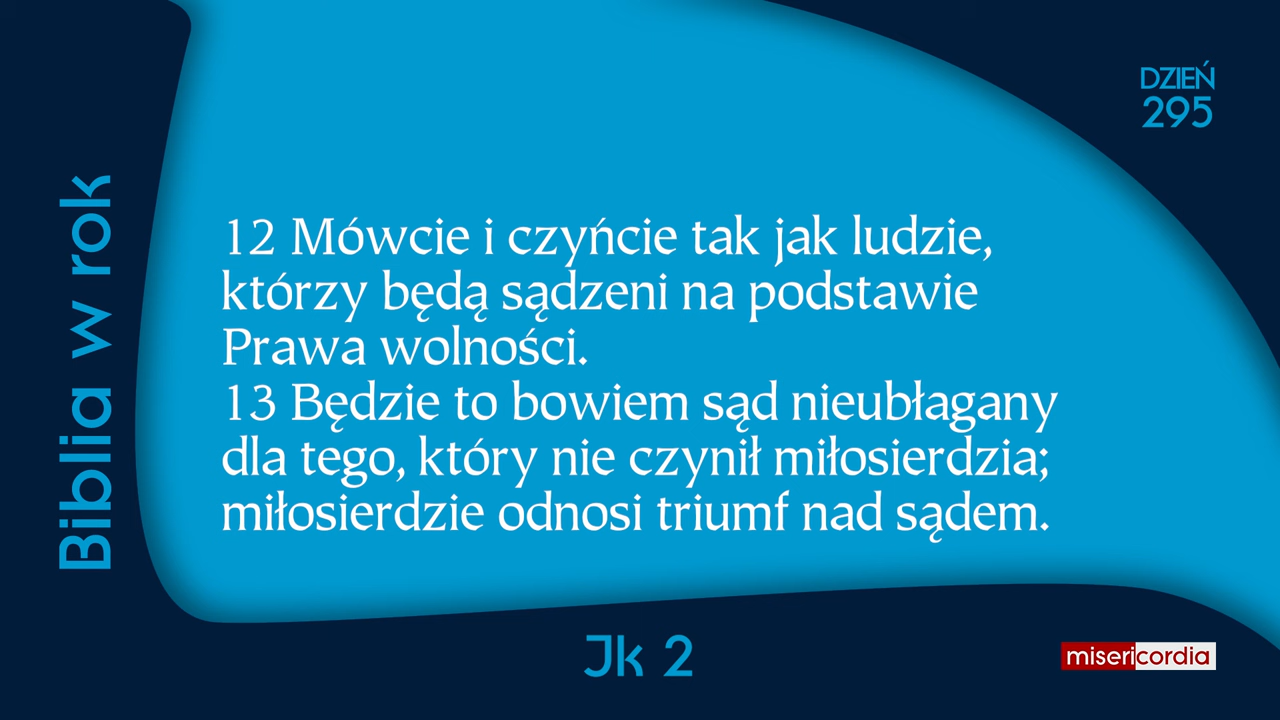 DZIEŃ
295
Biblia w rok
12 Mówcie i czyńcie tak jak ludzie,
którzy będą sądzeni na podstawie
Prawa wolności.
13 Będzie to bowiem sąd nieubłagany
dla tego, który nie czynił miłosierdzia;
miłosierdzie odnosi triumf nad sądem.
Jk 2
misericordia